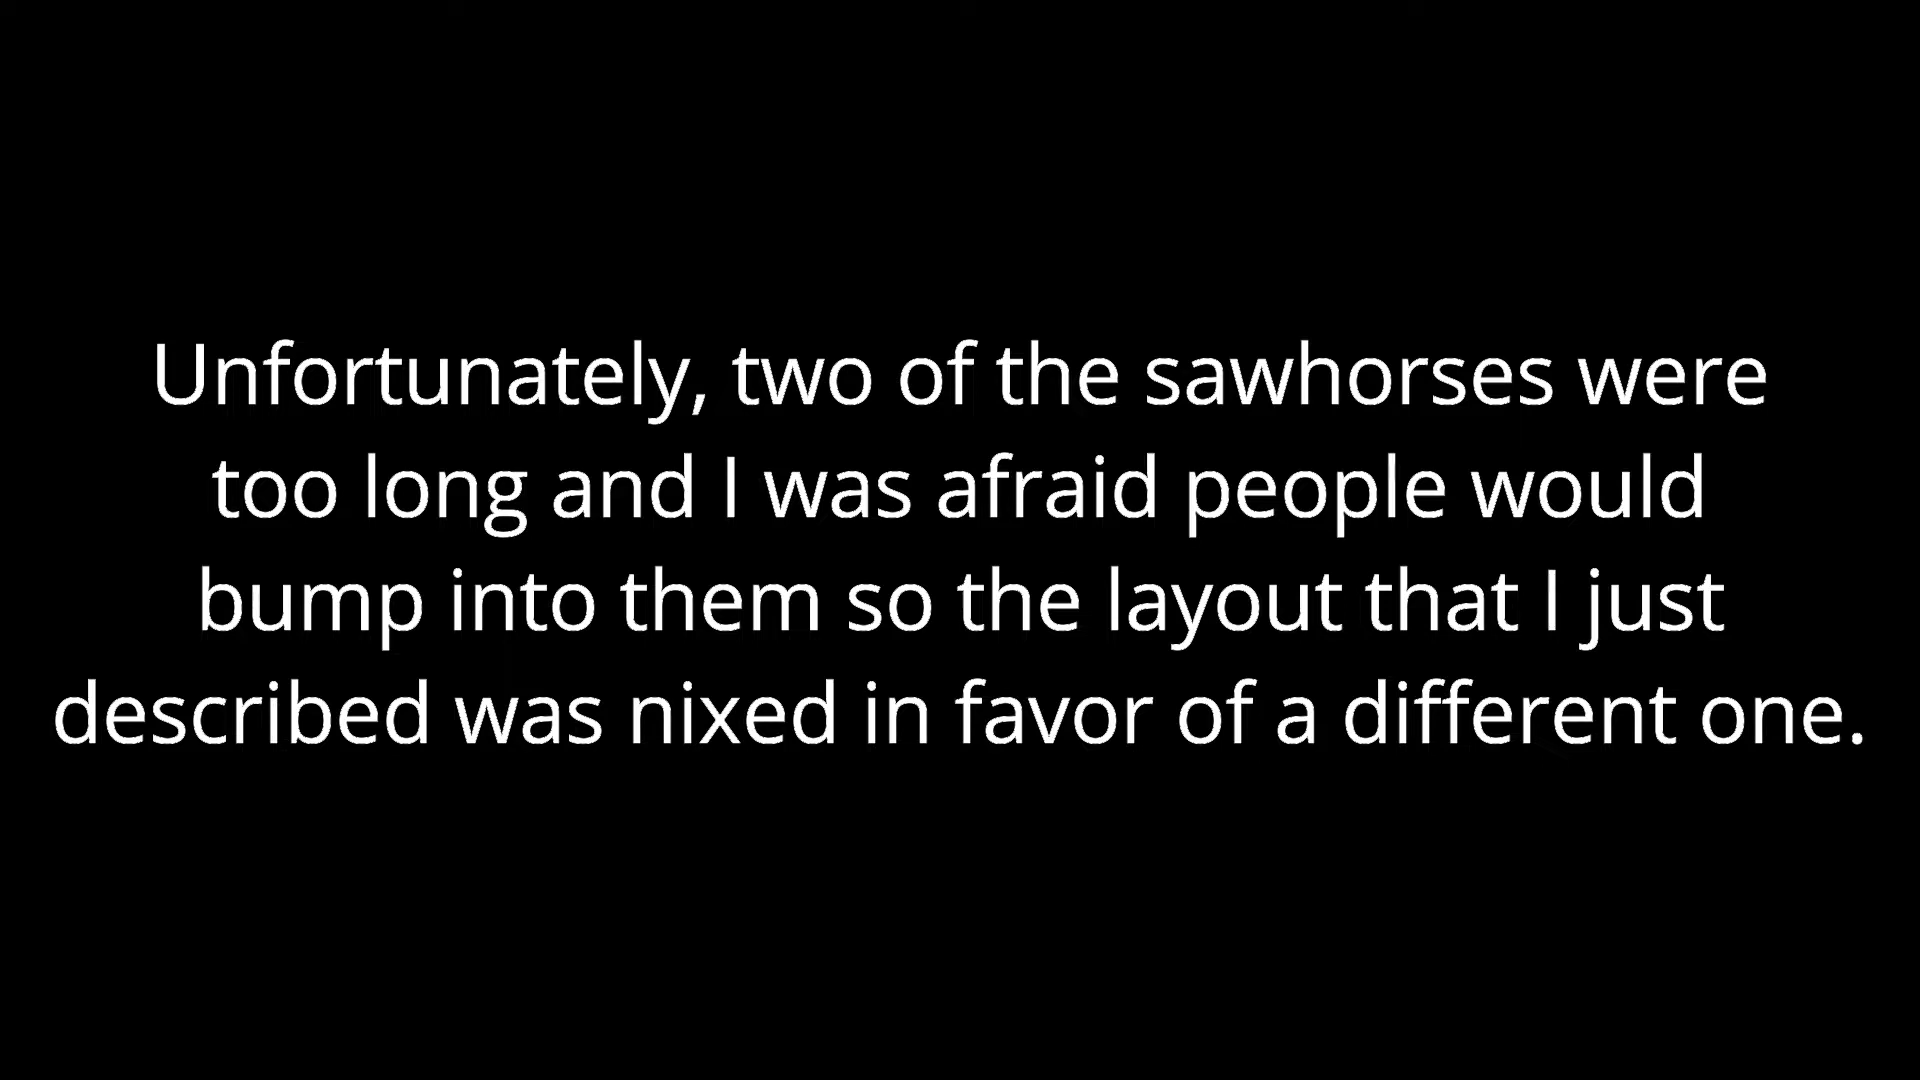 Unfortunately, two of the sawhorses were
too long and I was afraid people would
bump into them so the layout that I just
described was nixed in favor of a different one.